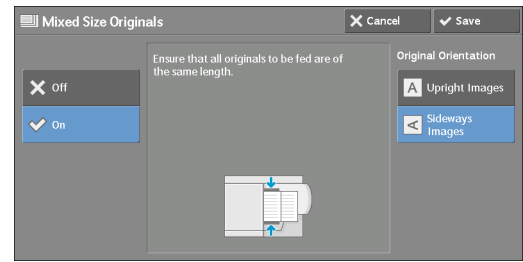 Mixed Size Originals
Cancel
Save
Off
On
Ensure that all originals to be fed are of
the same length.
Original Orientation
A
Upright Images
A
Sideways
Images